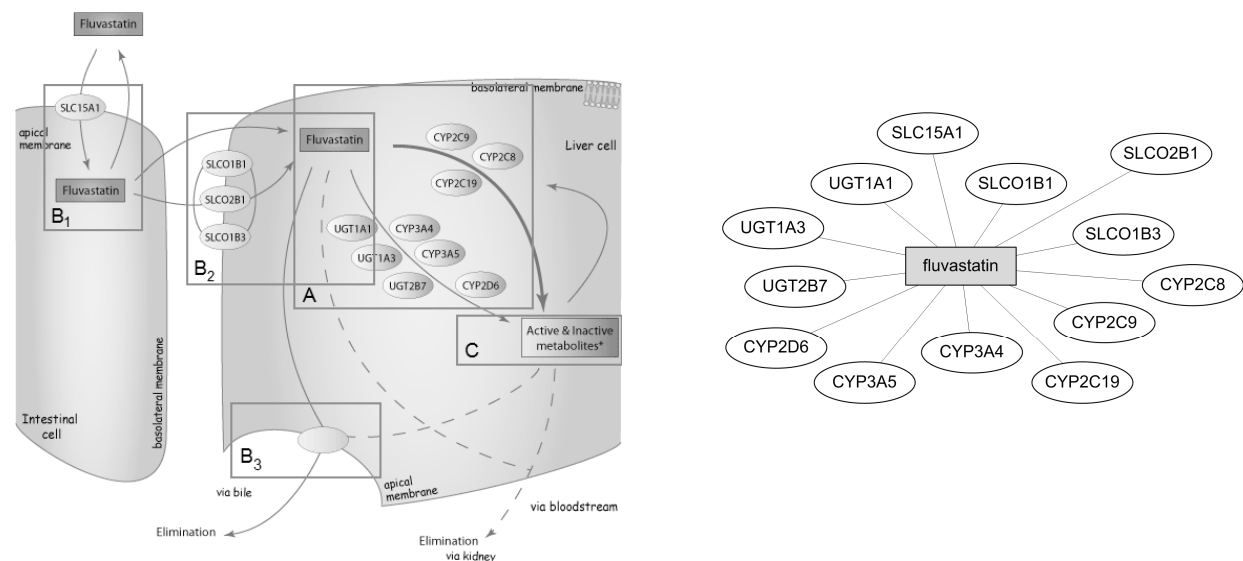 Fluvastatin
SLC15A1
apical
membrane
Fluvastatin
B1
basolateral membrane
Intestinal
cell
SLCO1B1
SLCO2B1
SLCO1B3
B2
basolateral membrane
Liver cell
Fluvastatin
CYP2C9
CYP2C8
CYP2C19
UGT1A1
CYP3A4
UGT1A3
CYP3A5
UGT2B7
CYP2D6
A
C
Active & Inactive
metabolites*
B3
via bile
apical
membrane
via bloodstream
Elimination
Elimination
via kidney
SLC15A1
SLCO2B1
UGT1A1
SLCO1B1
UGT1A3
SLCO1B3
fluvastatin
UGT2B7
CYP2C8
CYP2C9
CYP2D6
CYP3A4
CYP3A5
CYP2C19